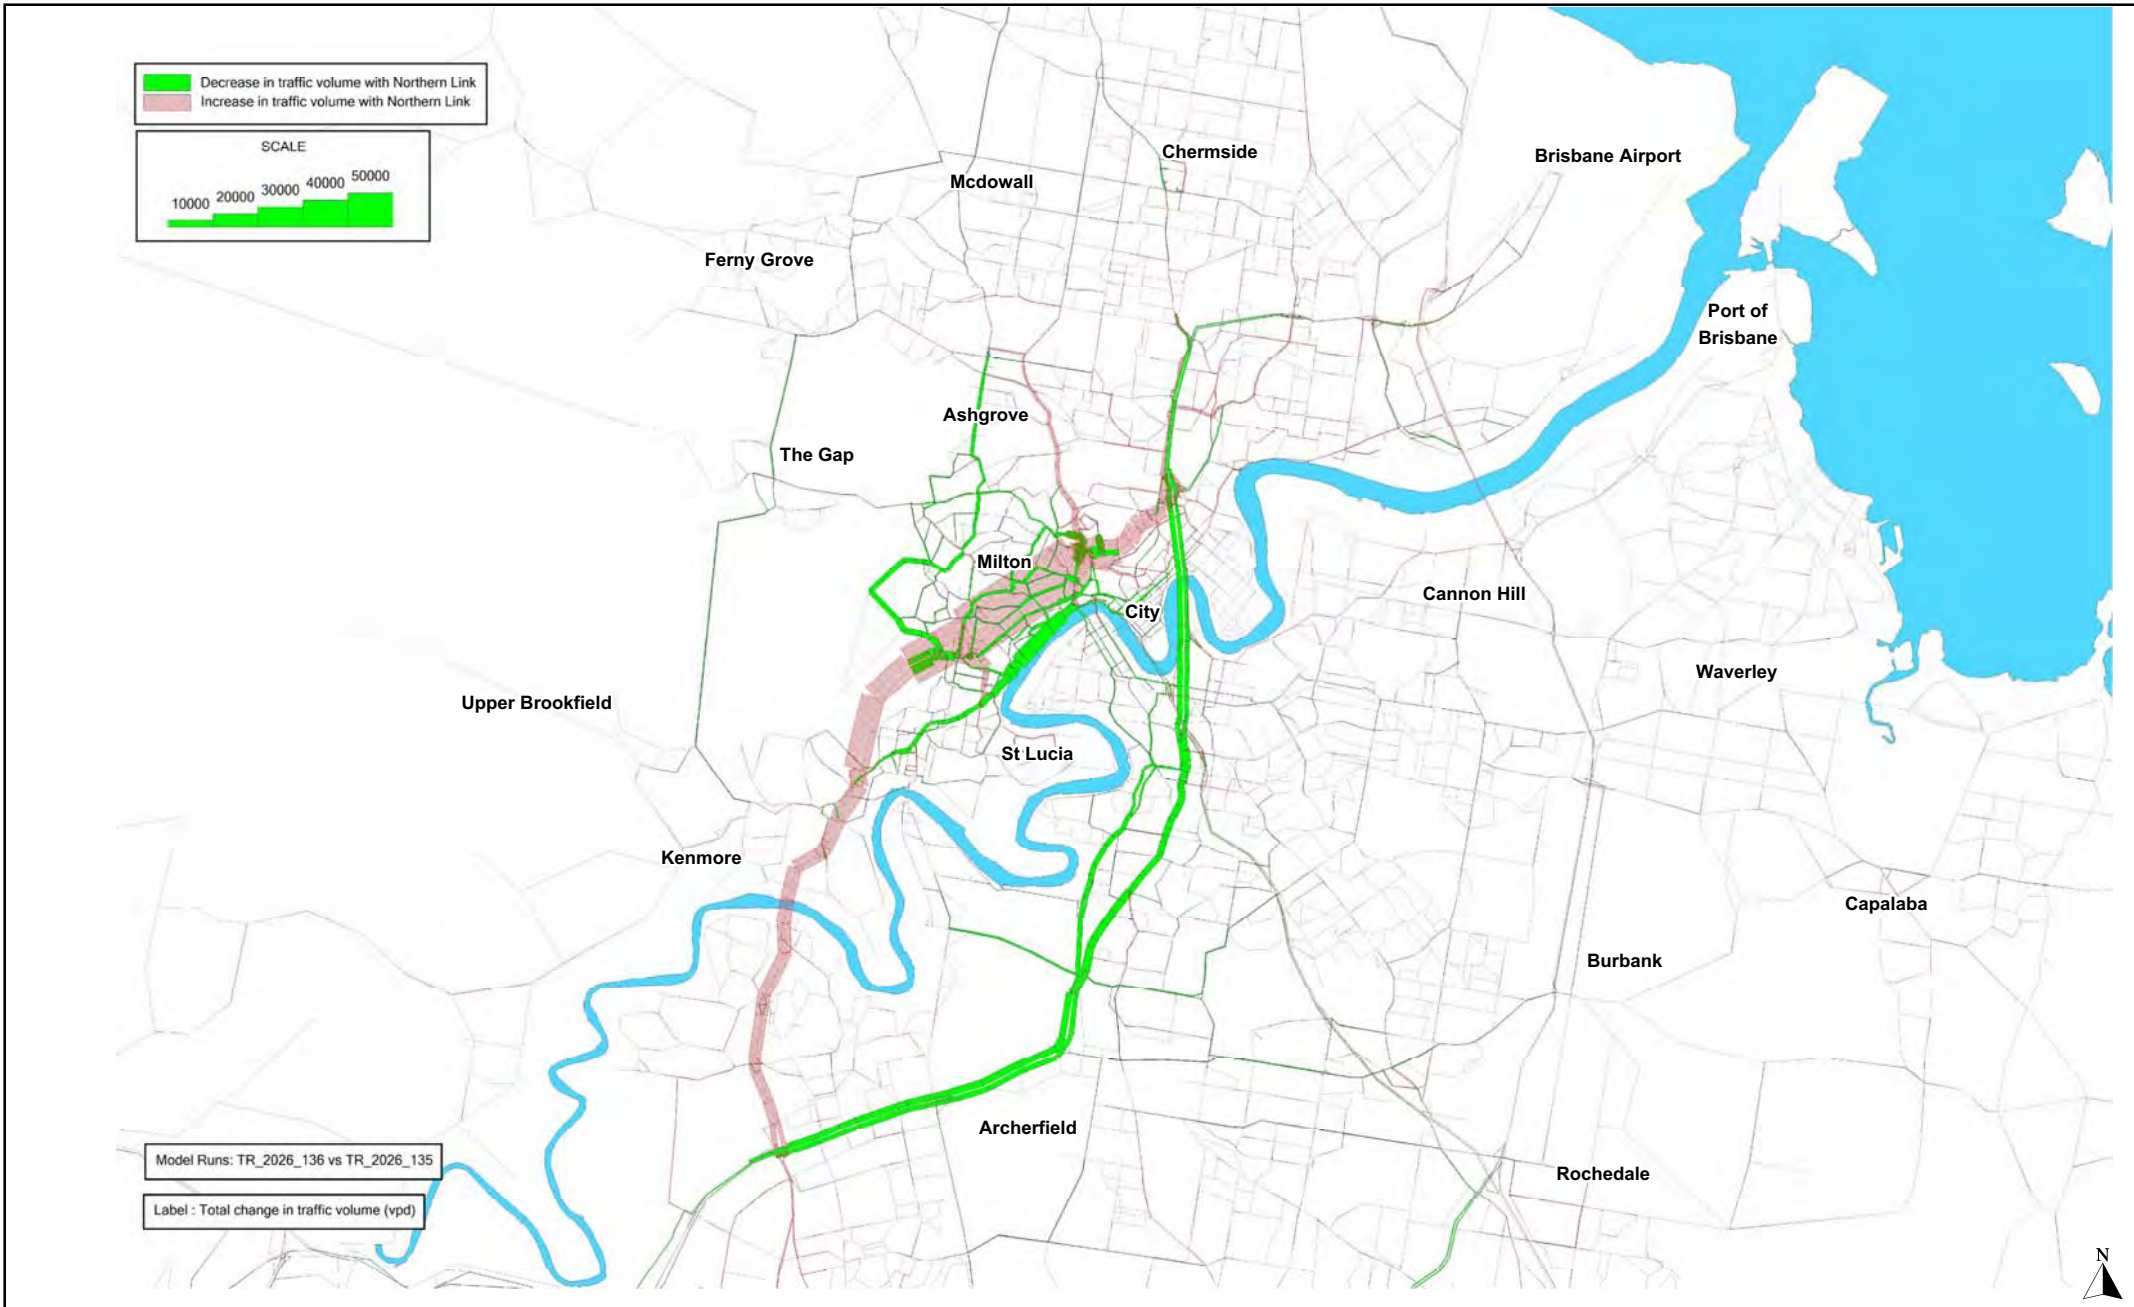 Decrease in traffic volume with Northern Link
Increase in traffic volume with Northern Link
SCALE
10000 20000 30000 40000 50000
Chermside
Brisbane Airport
Mcdowall
Ferny Grove
Port of
Brisbane
Ashgrove
The Gap
Milton
Cannon Hill
City
Waverley
Upper Brookfield
St Lucia
Kenmore
Capalaba
Burbank
Archerfield
Model Runs: TR_2026_136 vs TR_2026_135
Rochedale
Label : Total change in traffic volume (vpd)
N